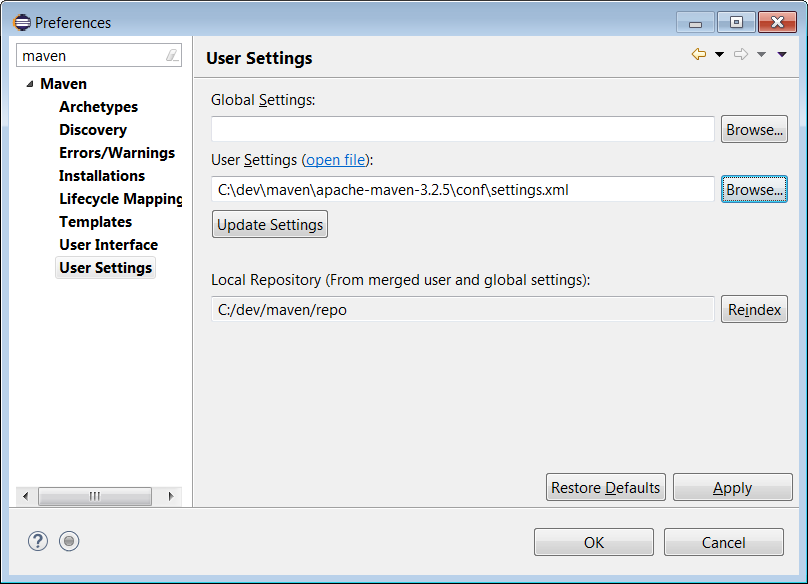 Preferences
maven
User Settings
Maven
Archetypes
Discovery
Errors/Warnings
Installations
Lifecycle Mapping
Templates
User Interface
User Settings
Global Settings:
Browse...
User Settings (open file):
C:\dev\maven\apache-maven-3.2.5\conf\settings.xml
Browse...
Update Settings
Local Repository (From merged user and global settings):
C:/dev/maven/repo
Reindex
Restore Defaults
Apply
?
OK
Cancel